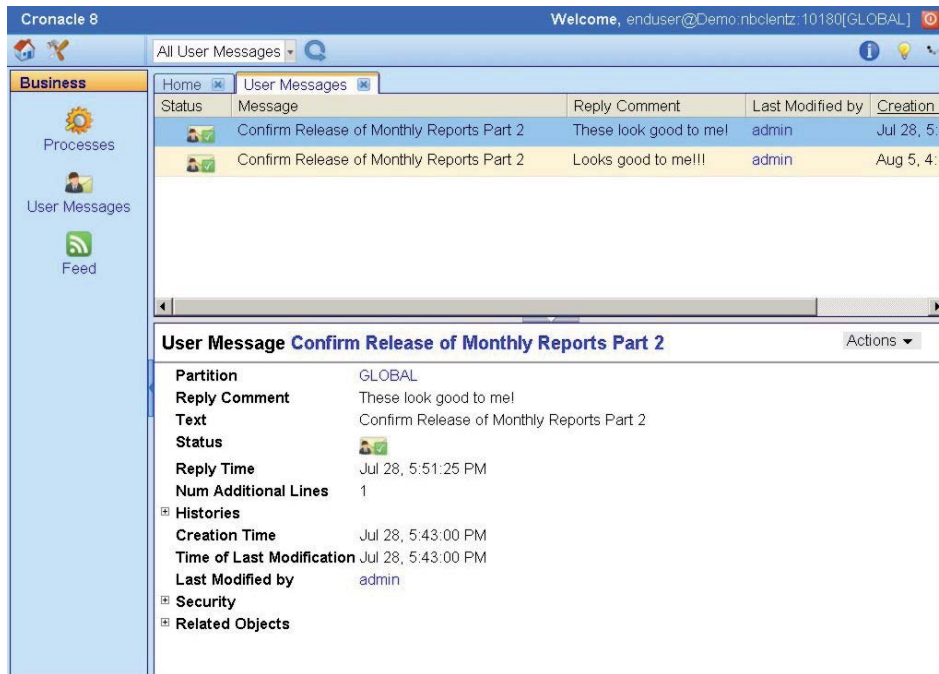 Cronacle 8
Welcome, enduser@Demo:nbclentz:10180[GLOBAL]
All User Messages
Business
Processes
User Messages
Feed
Home
User Messages
Status Message Reply Comment Last Modified by Creation
Confirm Release of Monthly Reports Part 2 These look good to me! admin Jul 28, 5:
Confirm Release of Monthly Reports Part 2 Looks good to me!!! admin Aug 5, 4:
User Message Confirm Release of Monthly Reports Part 2
Actions
Partition GLOBAL
Reply Comment These look good to me!
Text Confirm Release of Monthly Reports Part 2
Status
Reply Time Jul 28, 5:51:25 PM
Num Additional Lines 1
Histories
Creation Time Jul 28, 5:43:00 PM
Time of Last Modification Jul 28, 5:43:00 PM
Last Modified by admin
Security
Related Objects